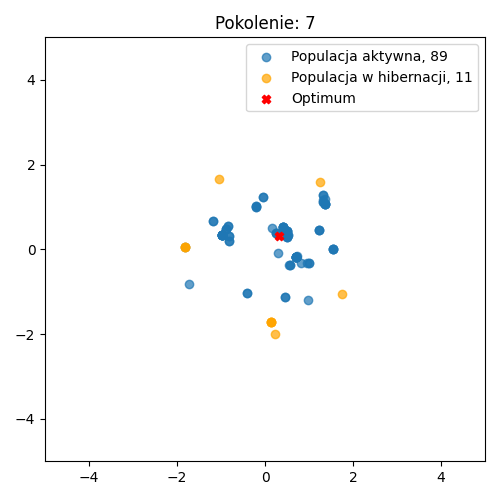 Pokolenie: 7
Populacja aktywna, 89
Populacja w hibernacji, 11
Optimum
4
2
0
−2
−4
−4
−2
0
2
4